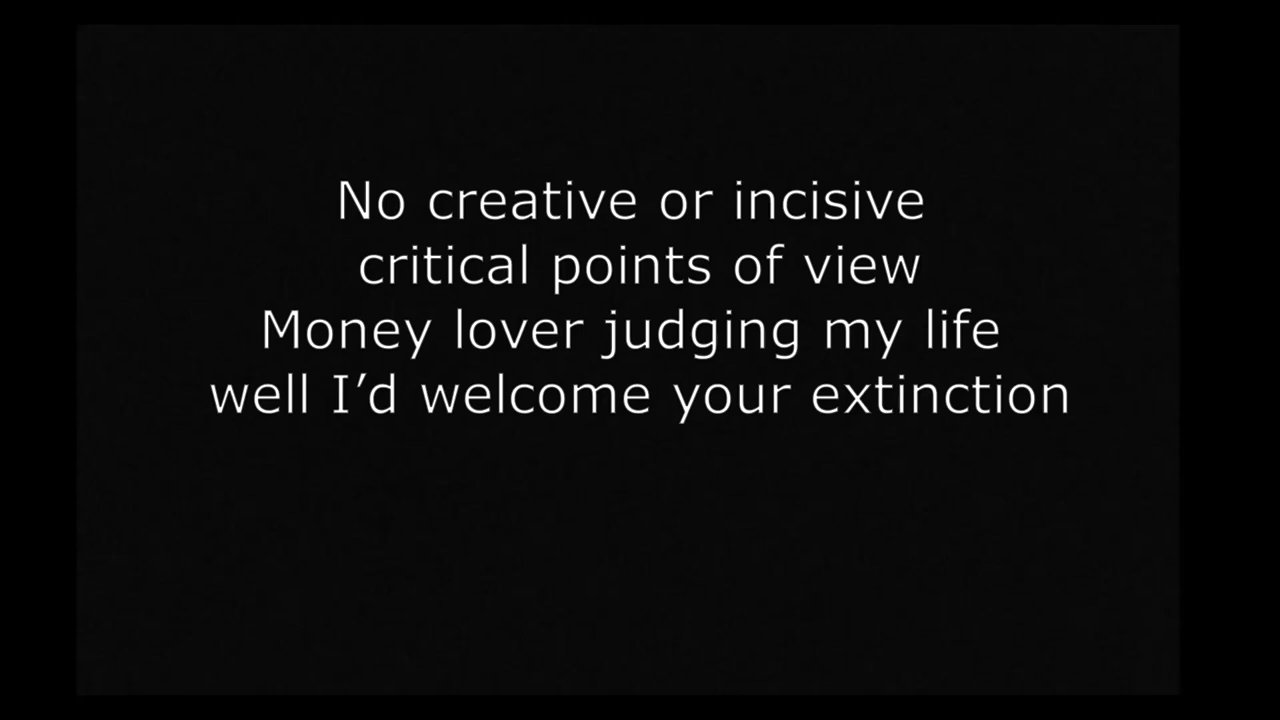 No creative or incisive
critical points of view
Money lover judging my life
well I’d welcome your extinction